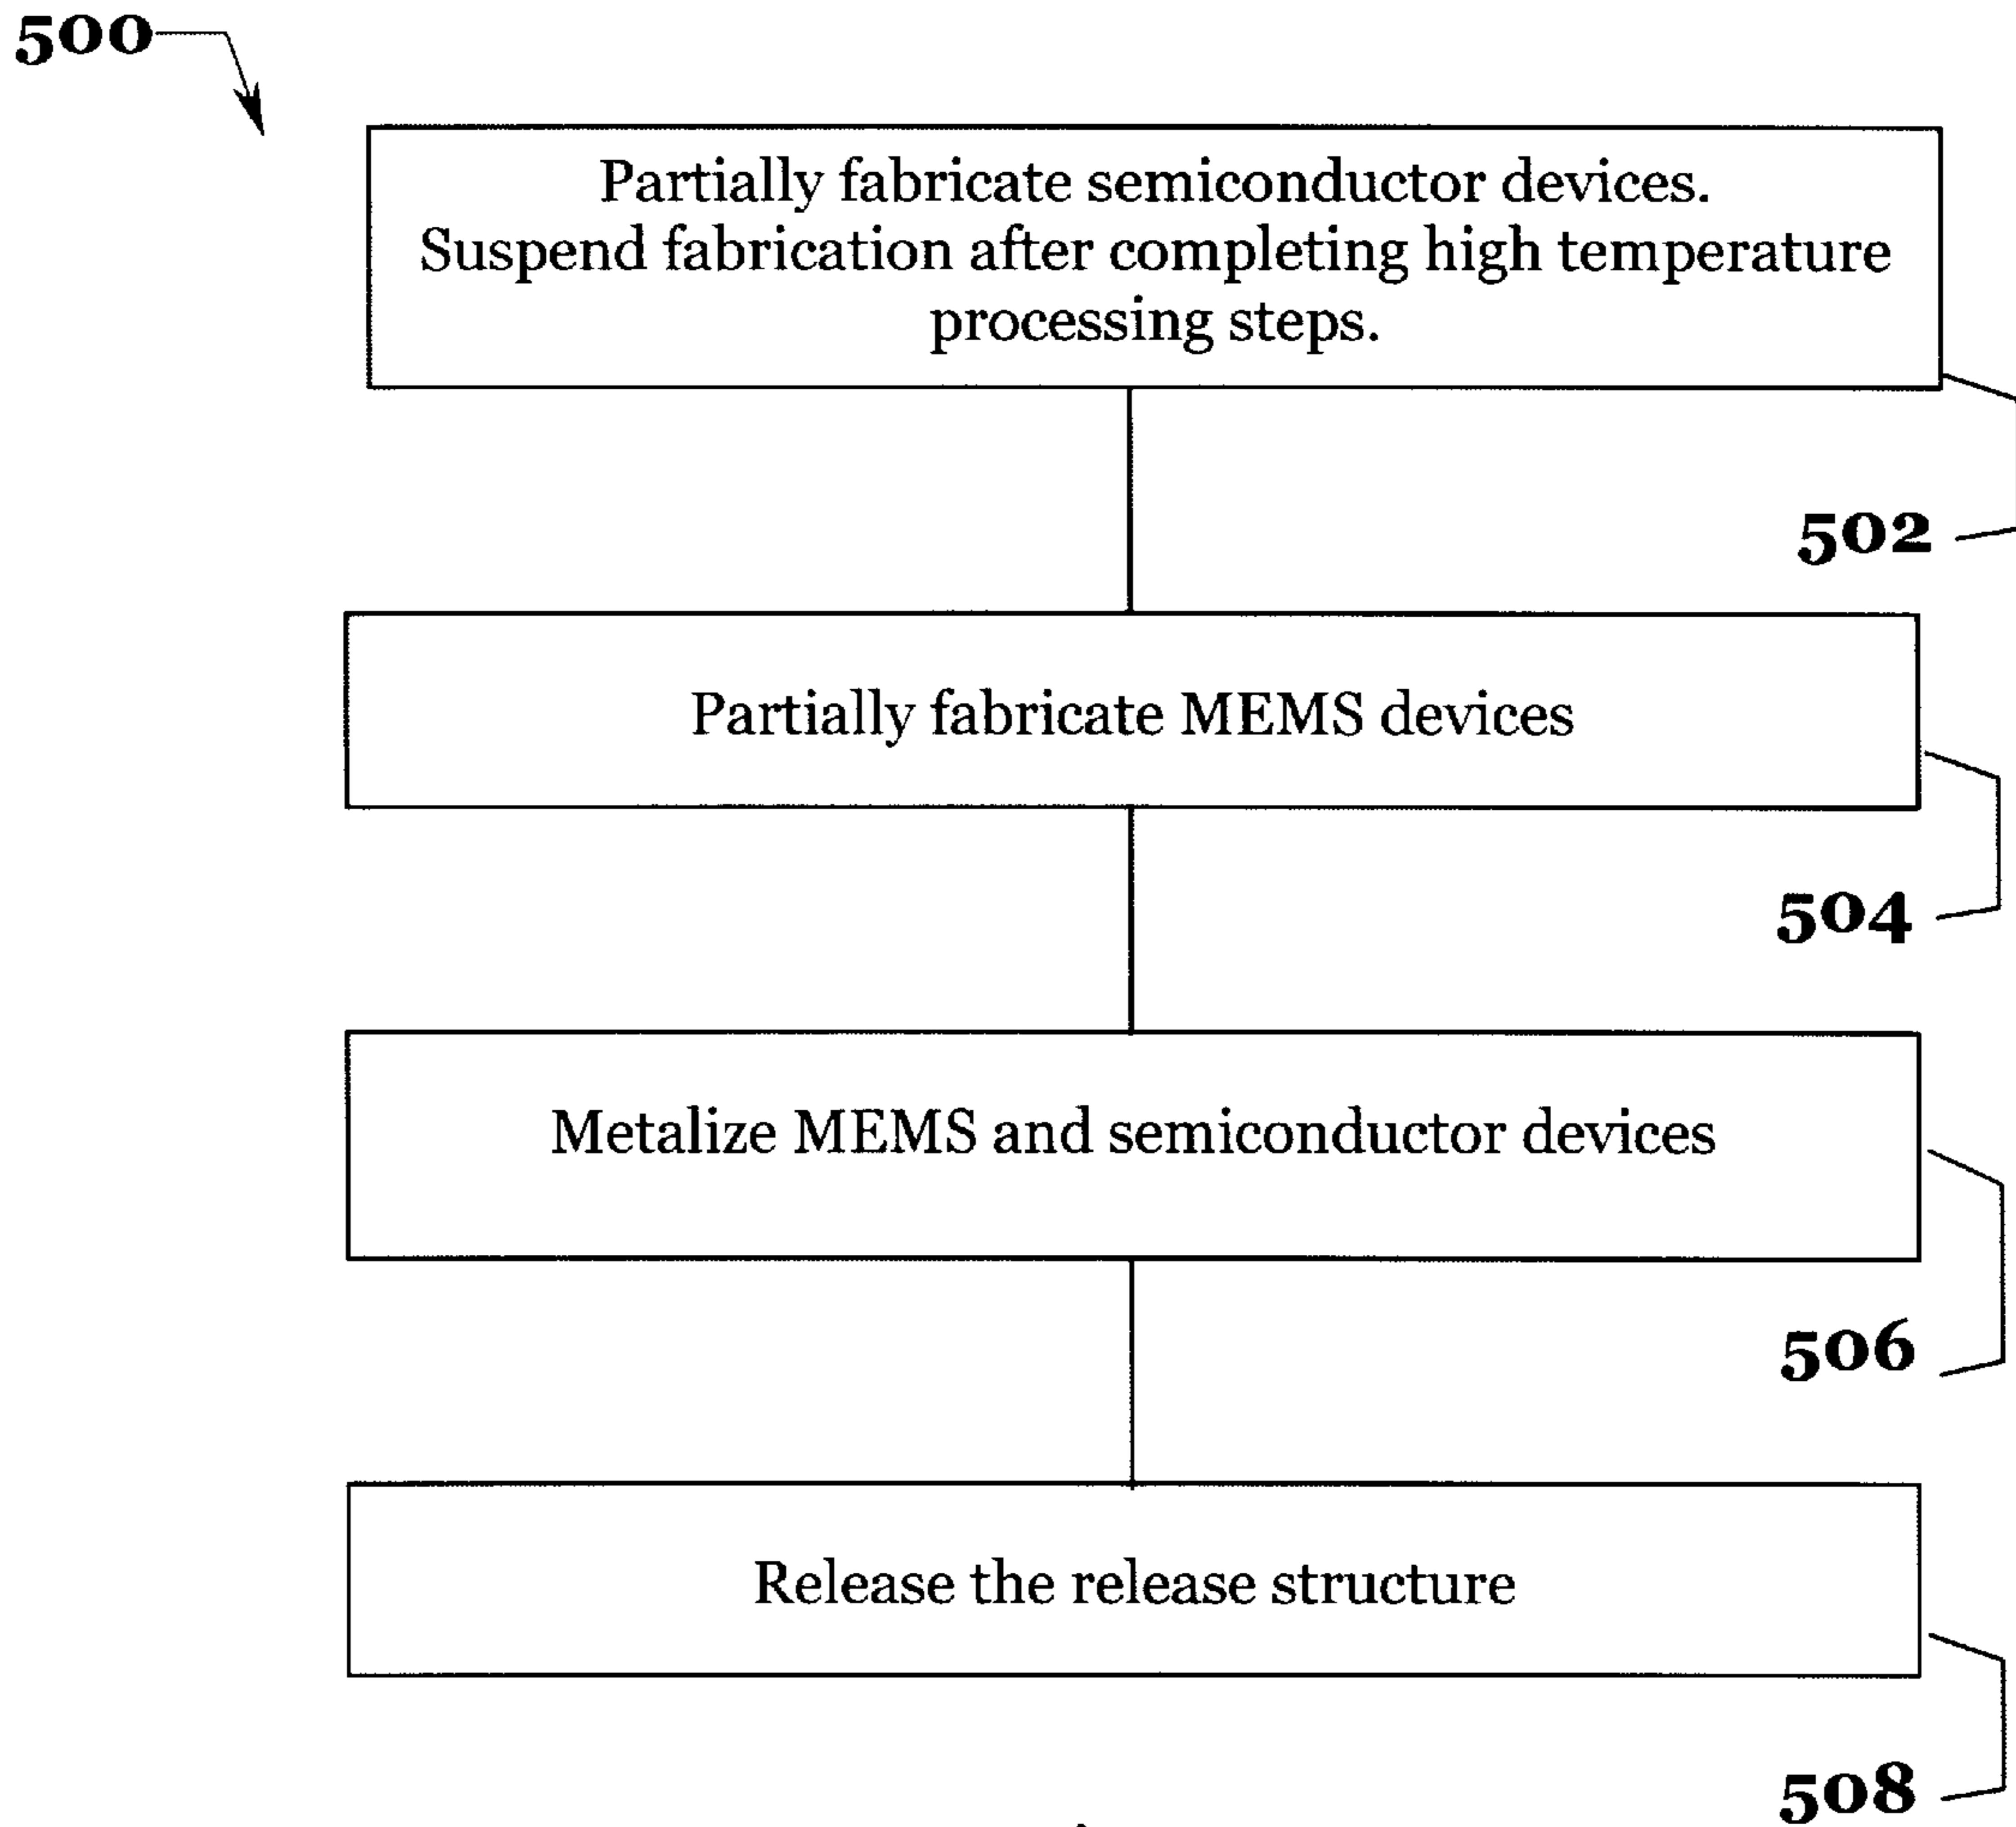 500
Partially fabricate semiconductor devices.
Suspend fabrication after completing high temperature
processing steps.
502
Partially fabricate MEMS devices
504
Metalize MEMS and semiconductor devices
506
Release the release structure
508